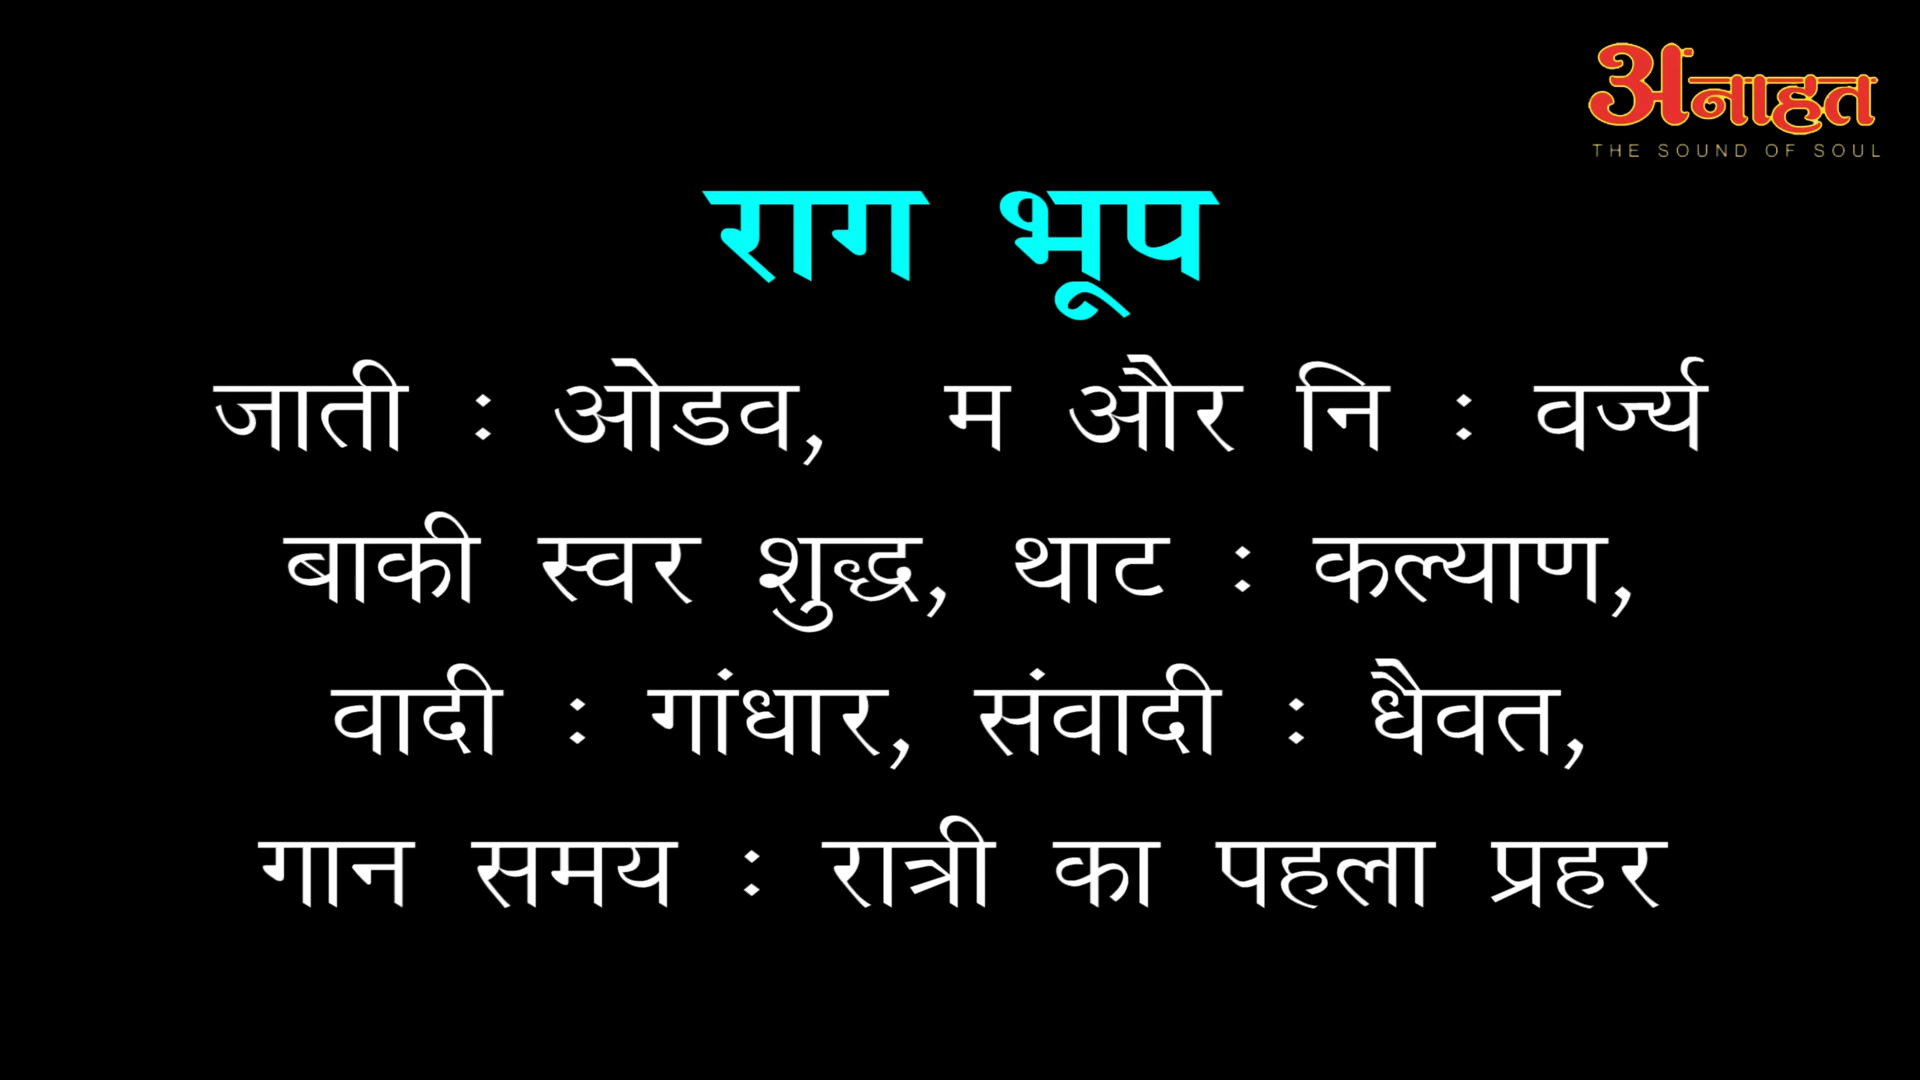 अनाहत
THE SOUND OF SOUL
राग भूप
जाती : ओडव, म और नि : वर्ज्य
बाकी स्वर शुद्ध, थाट : कल्याण,
वादी : गांधार, संवादी : धैवत,
गान समय : रात्री का पहला प्रहर